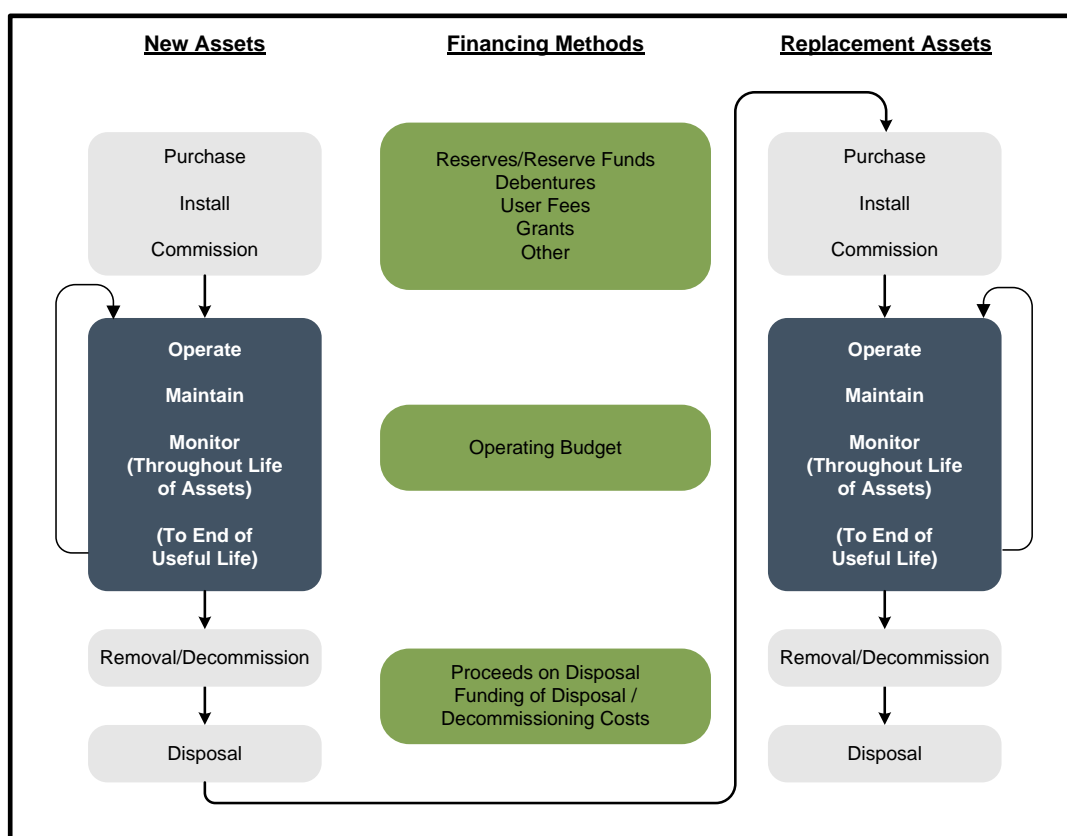 New Assets
Financing Methods
Replacement Assets
Purchase
Install
Commission
Operate
Maintain
Monitor
(Throughout Life
of Assets)
(To End of
Useful Life)
Removal/Decommission
Disposal
Reserves/Reserve Funds
Debentures
User Fees
Grants
Other
Operating Budget
Proceeds on Disposal
Funding of Disposal /
Decommissioning Costs
Purchase
Install
Commission
Operate
Maintain
Monitor
(Throughout Life
of Assets)
(To End of
Useful Life)
Removal/Decommission
Disposal